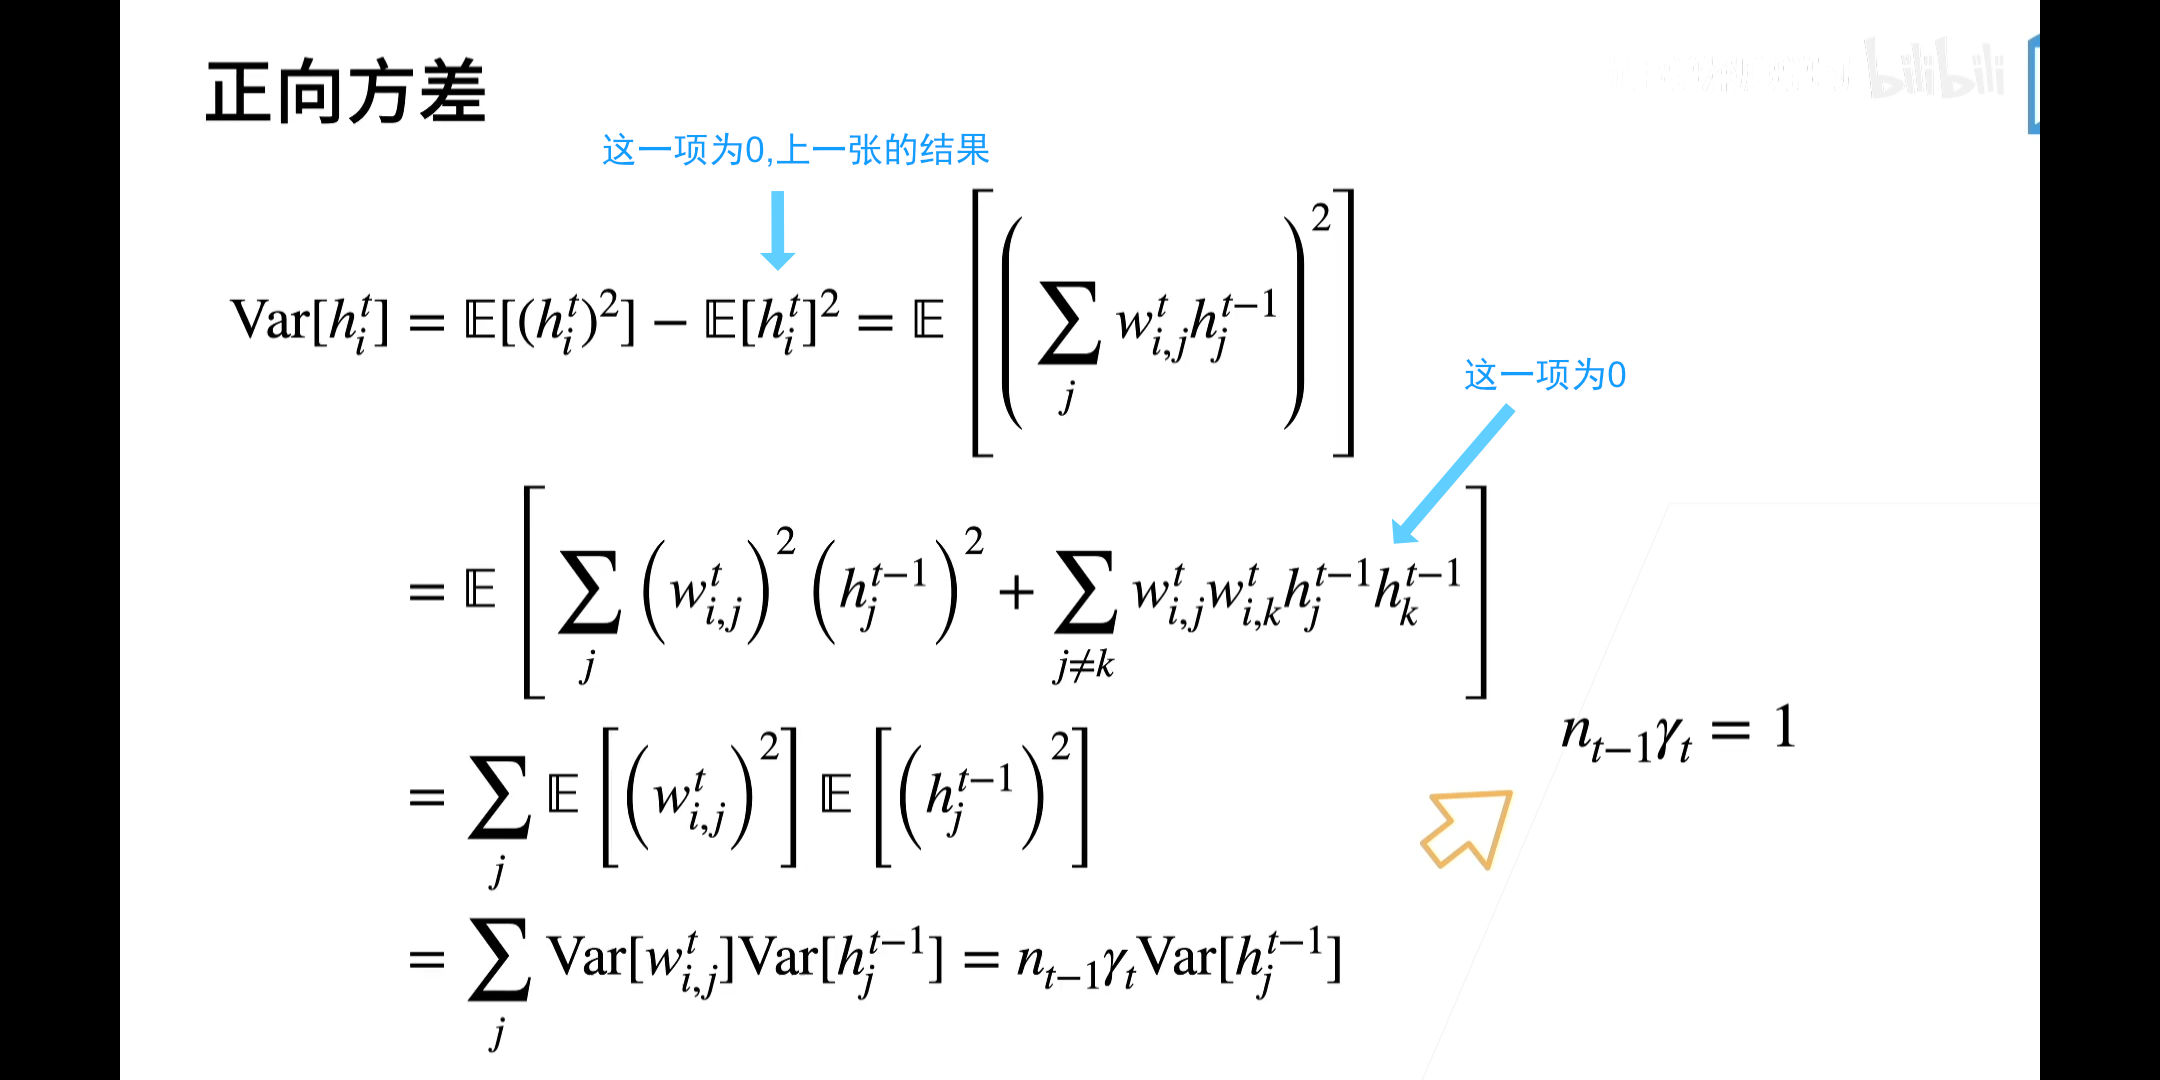 正向方差
bilibili
这一项为0,上一张的结果
Var[h_i^t] = 𝔼[(h_i^t)^2] − 𝔼[h_i^t]^2 = 𝔼[(∑_j w_{i,j}^t h_j^{t−1})^2]
这一项为0
= 𝔼[∑_j (w_{i,j}^t)^2 (h_j^{t−1})^2 + ∑_{j≠k} w_{i,j}^t w_{i,k}^t h_j^{t−1} h_k^{t−1}]
n_{t−1}γ_t = 1
= ∑_j 𝔼[(w_{i,j}^t)^2] 𝔼[(h_j^{t−1})^2]
= ∑_j Var[w_{i,j}^t]Var[h_j^{t−1}] = n_{t−1}γ_t Var[h_j^{t−1}]